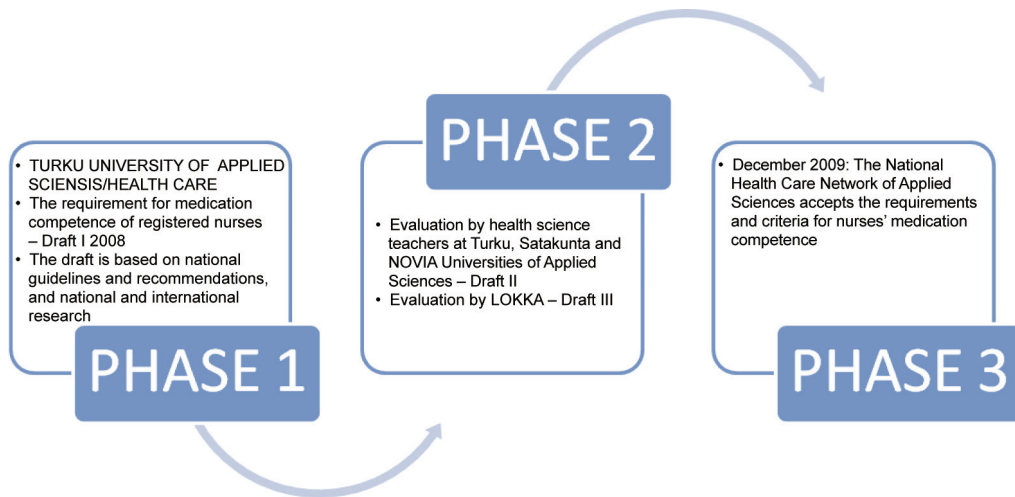 • TURKU UNIVERSITY OF APPLIED
SCIENSIS/HEALTH CARE
• The requirement for medication
competence of registered nurses
– Draft I 2008
• The draft is based on national
guidelines and recommendations,
and national and international
research
PHASE 1
PHASE 2
• Evaluation by health science
teachers at Turku, Satakunta and
NOVIA Universities of Applied
Sciences – Draft II
• Evaluation by LOKKA – Draft III
• December 2009: The National
Health Care Network of Applied
Sciences accepts the requirements
and criteria for nurses’ medication
competence
PHASE 3